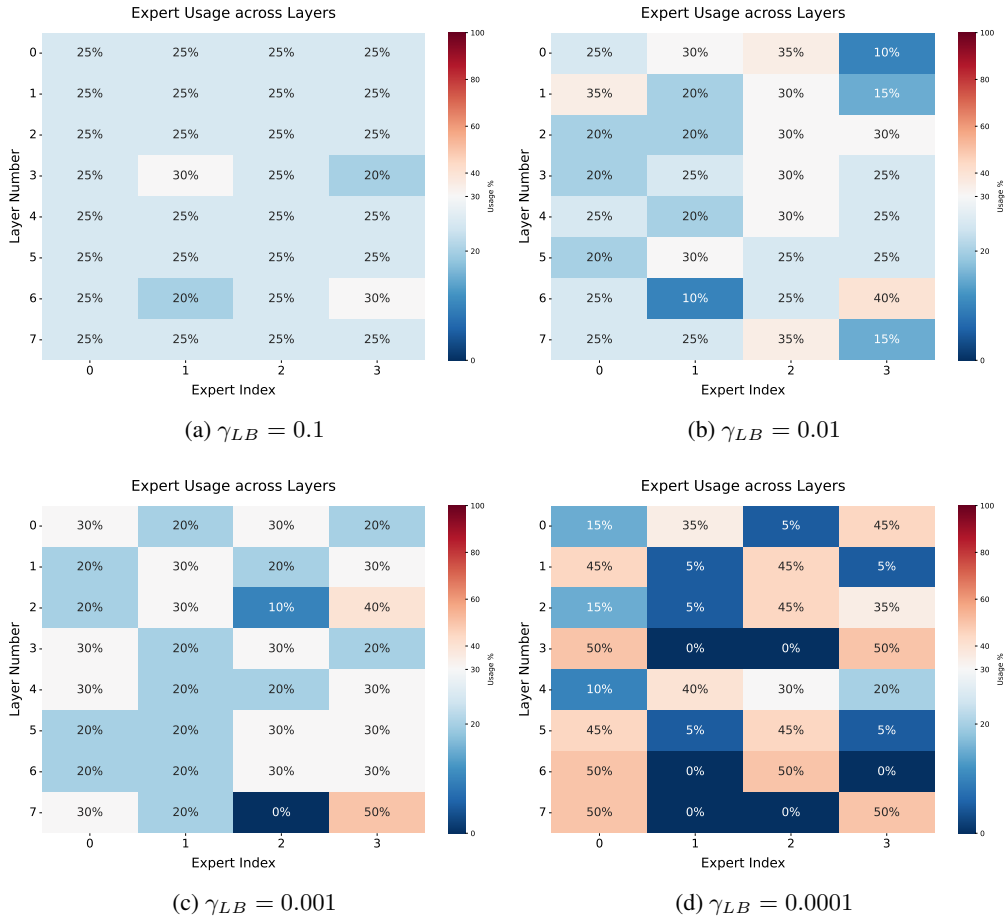 Expert Usage across Layers
0 25% 25% 25% 25%
1 25% 25% 25% 25%
2 25% 25% 25% 25%
3 25% 30% 25% 20%
4 25% 25% 25% 25%
5 25% 25% 25% 25%
6 25% 20% 25% 30%
7 25% 25% 25% 25%
0 1 2 3
Expert Index
Layer Number
100
80
60
40
30
20
0
Usage %
(a) γ_LB = 0.1
Expert Usage across Layers
0 25% 30% 35% 10%
1 35% 20% 30% 15%
2 20% 20% 30% 30%
3 20% 25% 30% 25%
4 25% 20% 30% 25%
5 20% 30% 25% 25%
6 25% 10% 25% 40%
7 25% 25% 35% 15%
0 1 2 3
Expert Index
Layer Number
100
80
60
40
30
20
0
Usage %
(b) γ_LB = 0.01
Expert Usage across Layers
0 30% 20% 30% 20%
1 20% 30% 20% 30%
2 20% 30% 10% 40%
3 30% 20% 30% 20%
4 30% 20% 20% 30%
5 20% 20% 30% 30%
6 20% 20% 30% 30%
7 30% 20% 0% 50%
0 1 2 3
Expert Index
Layer Number
100
80
60
40
30
20
0
Usage %
(c) γ_LB = 0.001
Expert Usage across Layers
0 15% 35% 5% 45%
1 45% 5% 45% 5%
2 15% 5% 45% 35%
3 50% 0% 0% 50%
4 10% 40% 30% 20%
5 45% 5% 45% 5%
6 50% 0% 50% 0%
7 50% 0% 0% 50%
0 1 2 3
Expert Index
Layer Number
100
80
60
40
30
20
0
Usage %
(d) γ_LB = 0.0001